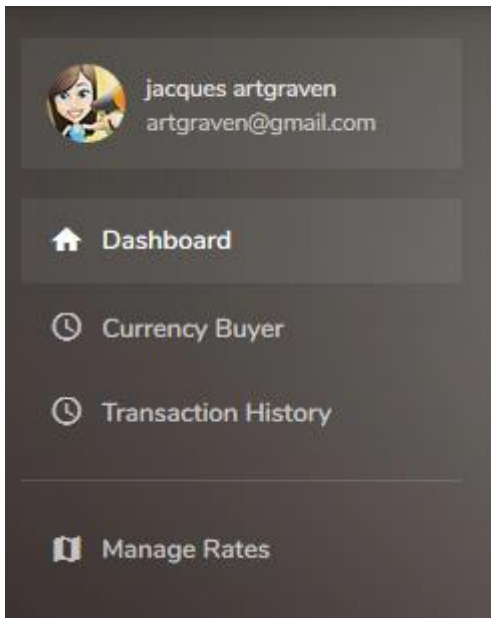 jacques artgraven
artgraven@gmail.com
Dashboard
Currency Buyer
Transaction History
Manage Rates